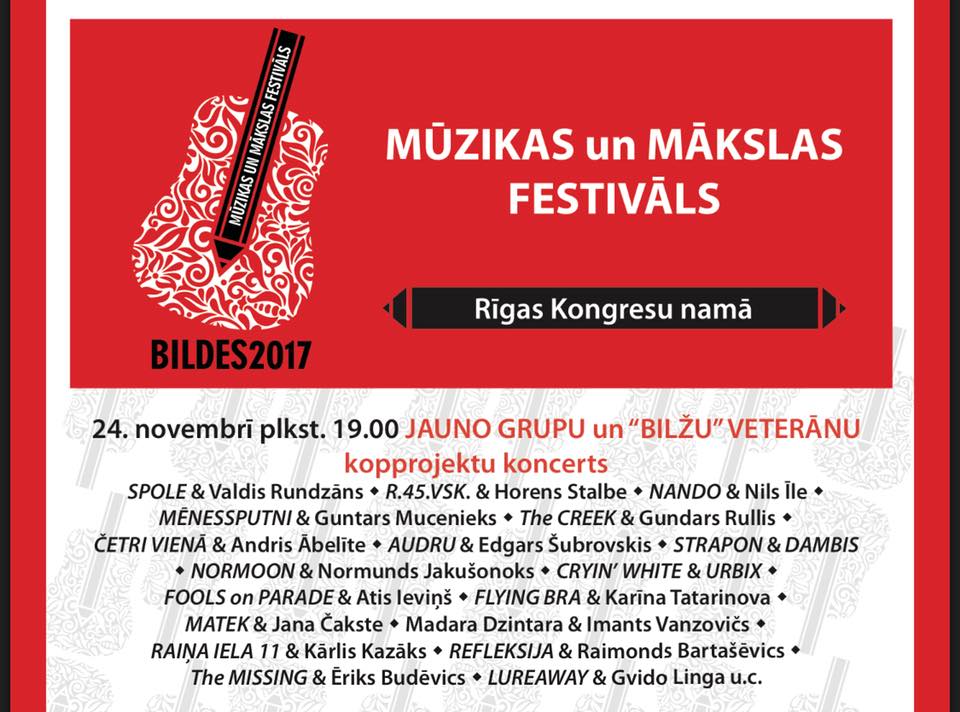 MŪZIKAS UN MĀKSLAS FESTIVĀLS
BILDES2017
MŪZIKAS un MĀKSLAS
FESTIVĀLS
Rīgas Kongresu namā
24. novembrī plkst. 19.00 JAUNO GRUPU un “BILŽU” VETERĀNU
kopprojektu koncerts
SPOLE & Valdis Rundzāns ◆ R.45.VSK. & Horens Stalbe ◆ NANDO & Nils Īle ◆
MĒNESSPUTNI & Guntars Mucenieks ◆ The CREEK & Gundars Rullis ◆
ČETRI VIENĀ & Andris Ābelīte ◆ AUDRU & Edgars Šubrovskis ◆ STRAPON & DAMBIS
◆ NORMOON & Normunds Jakušonoks ◆ CRYIN’ WHITE & URBIX ◆
FOOLS on PARADE & Atis Ieviņš ◆ FLYING BRA & Karīna Tatarinova ◆
MATEK & Jana Čakste ◆ Madara Dzintara & Imants Vanzovičs ◆
RAIŅA IELA 11 & Kārlis Kazāks ◆ REFLEKSIJA & Raimonds Bartašēvics ◆
The MISSING & Ēriks Budēvics ◆ LUREAWAY & Gvido Linga u.c.